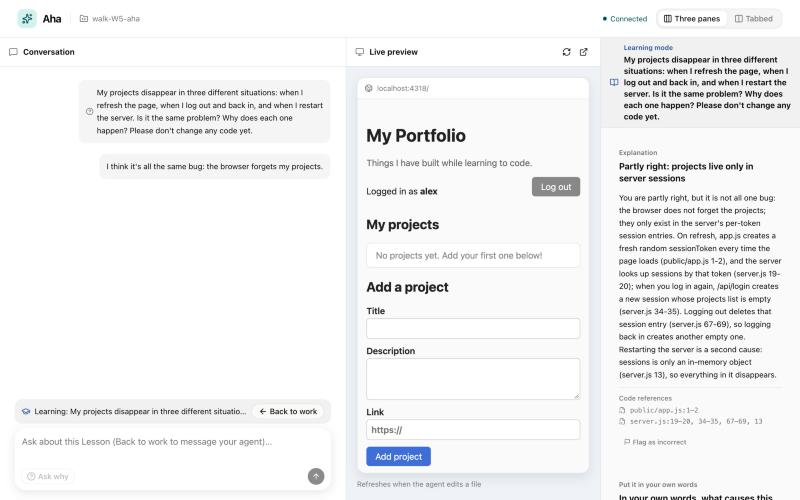 Aha
walk-W5-aha
Connected
Three panes
Tabbed
Conversation
My projects disappear in three different situations: when I
refresh the page, when I log out and back in, and when I restart
the server. Is it the same problem? Why does each one
happen? Please don't change any code yet.
I think it's all the same bug: the browser forgets my projects.
Learning: My projects disappear in three different situatio...
Back to work
Ask about this Lesson (Back to work to message your agent)...
Ask why
Live preview
localhost:4318/
My Portfolio
Things I have built while learning to code.
Logged in as alex
Log out
My projects
No projects yet. Add your first one below!
Add a project
Title
Description
Link
https://
Add project
Refreshes when the agent edits a file
Learning mode
My projects disappear in three different
situations: when I refresh the page, when I
log out and back in, and when I restart the
server. Is it the same problem? Why does
each one happen? Please don't change any
code yet.
Explanation
Partly right: projects live only in
server sessions
You are partly right, but it is not all one bug:
the browser does not forget the projects;
they only exist in the server's per-token
session entries. On refresh, app.js creates a
fresh random sessionToken every time the
page loads (public/app.js 1-2), and the server
looks up sessions by that token (server.js 19-
20); when you log in again, /api/login creates
a new session whose projects list is empty
(server.js 34-35). Logging out deletes that
session entry (server.js 67-69), so logging
back in creates another empty one.
Restarting the server is a second cause:
sessions is only an in-memory object
(server.js 13), so everything in it disappears.
Code references
public/app.js:1–2
server.js:19–20, 34–35, 67–69, 13
Flag as incorrect
Put it in your own words
In your own words, what causes this